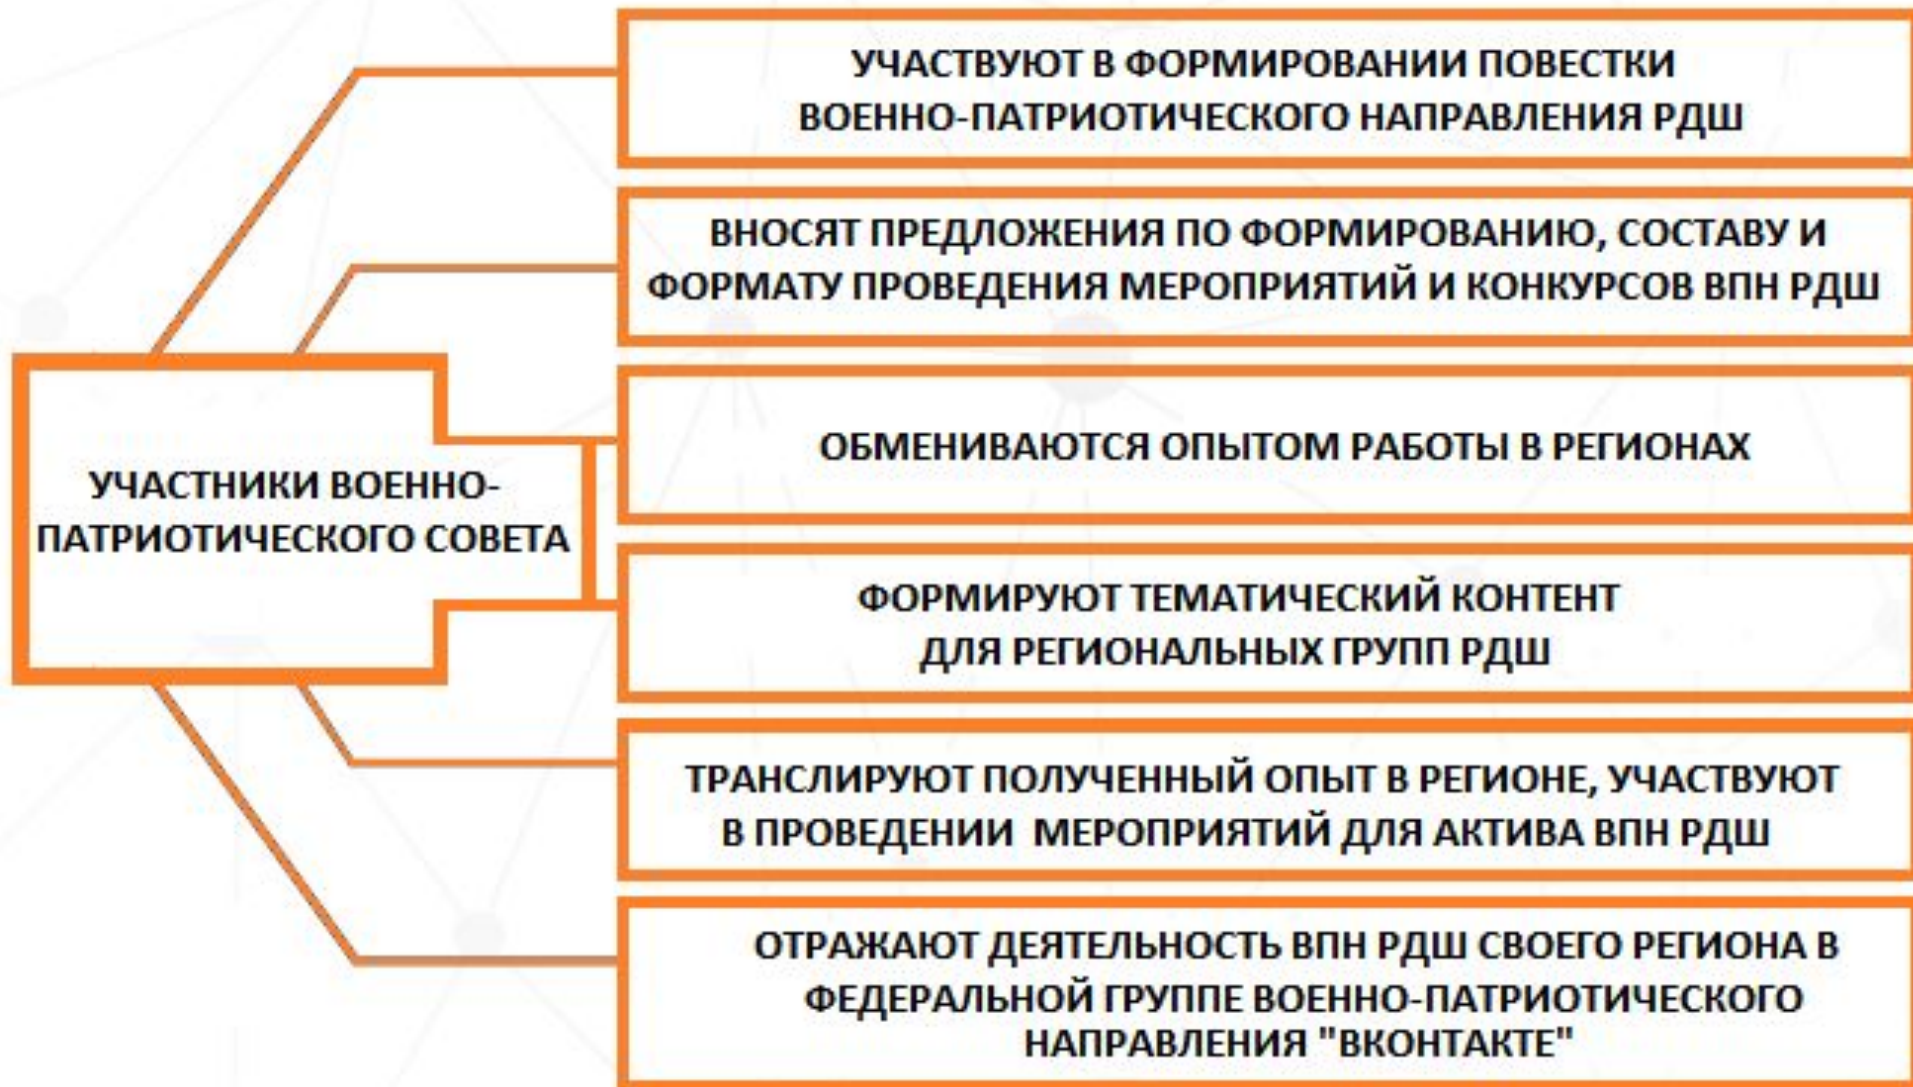 УЧАСТВУЮТ В ФОРМИРОВАНИИ ПОВЕСТКИ
ВОЕННО-ПАТРИОТИЧЕСКОГО НАПРАВЛЕНИЯ РДШ
ВНОСЯТ ПРЕДЛОЖЕНИЯ ПО ФОРМИРОВАНИЮ, СОСТАВУ И
ФОРМАТУ ПРОВЕДЕНИЯ МЕРОПРИЯТИЙ И КОНКУРСОВ ВПН РДШ
УЧАСТНИКИ ВОЕННО-
ПАТРИОТИЧЕСКОГО СОВЕТА
ОБМЕНИВАЮТСЯ ОПЫТОМ РАБОТЫ В РЕГИОНАХ
ФОРМИРУЮТ ТЕМАТИЧЕСКИЙ КОНТЕНТ
ДЛЯ РЕГИОНАЛЬНЫХ ГРУПП РДШ
ТРАНСЛИРУЮТ ПОЛУЧЕННЫЙ ОПЫТ В РЕГИОНЕ, УЧАСТВУЮТ
В ПРОВЕДЕНИИ МЕРОПРИЯТИЙ ДЛЯ АКТИВА ВПН РДШ
ОТРАЖАЮТ ДЕЯТЕЛЬНОСТЬ ВПН РДШ СВОЕГО РЕГИОНА В
ФЕДЕРАЛЬНОЙ ГРУППЕ ВОЕННО-ПАТРИОТИЧЕСКОГО
НАПРАВЛЕНИЯ "ВКОНТАКТЕ"